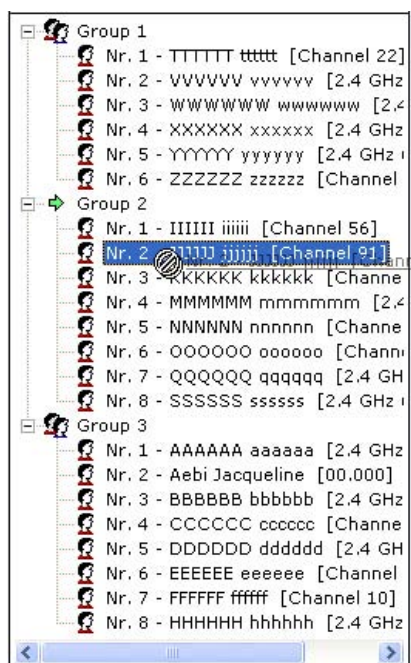 Group 1
Nr. 1 - TTTTTT tttttt [Channel 22]
Nr. 2 - VVVVVV vvvvvv [2.4 GHz
Nr. 3 - WWWWWW wwwwww [2.4
Nr. 4 - XXXXXX xxxxxx [2.4 GHz
Nr. 5 - YYYYYY yyyyyy [2.4 GHz
Nr. 6 - ZZZZZZ zzzzzz [Channel
Group 2
Nr. 1 - IIIIII iiiiii [Channel 56]
Nr. 2 - JJJJJJ jjjjjj [Channel 91]
Nr. 3 - KKKKKK kkkkkk [Channe
Nr. 4 - MMMMMM mmmmmm [2.4
Nr. 5 - NNNNNN nnnnnn [Channe
Nr. 6 - OOOOOO oooooo [Chann
Nr. 7 - QQQQQQ qqqqqq [2.4 GH
Nr. 8 - SSSSSS ssssss [2.4 GHz
Group 3
Nr. 1 - AAAAAA aaaaaa [2.4 GHz
Nr. 2 - Aebi Jacqueline [00.000]
Nr. 3 - BBBBBB bbbbbb [2.4 GHz
Nr. 4 - CCCCCC cccccc [Channe
Nr. 5 - DDDDDD dddddd [2.4 GH
Nr. 6 - EEEEEE eeeeee [Channel
Nr. 7 - FFFFFF ffffff [Channel 10]
Nr. 8 - HHHHHH hhhhhh [2.4 GHz